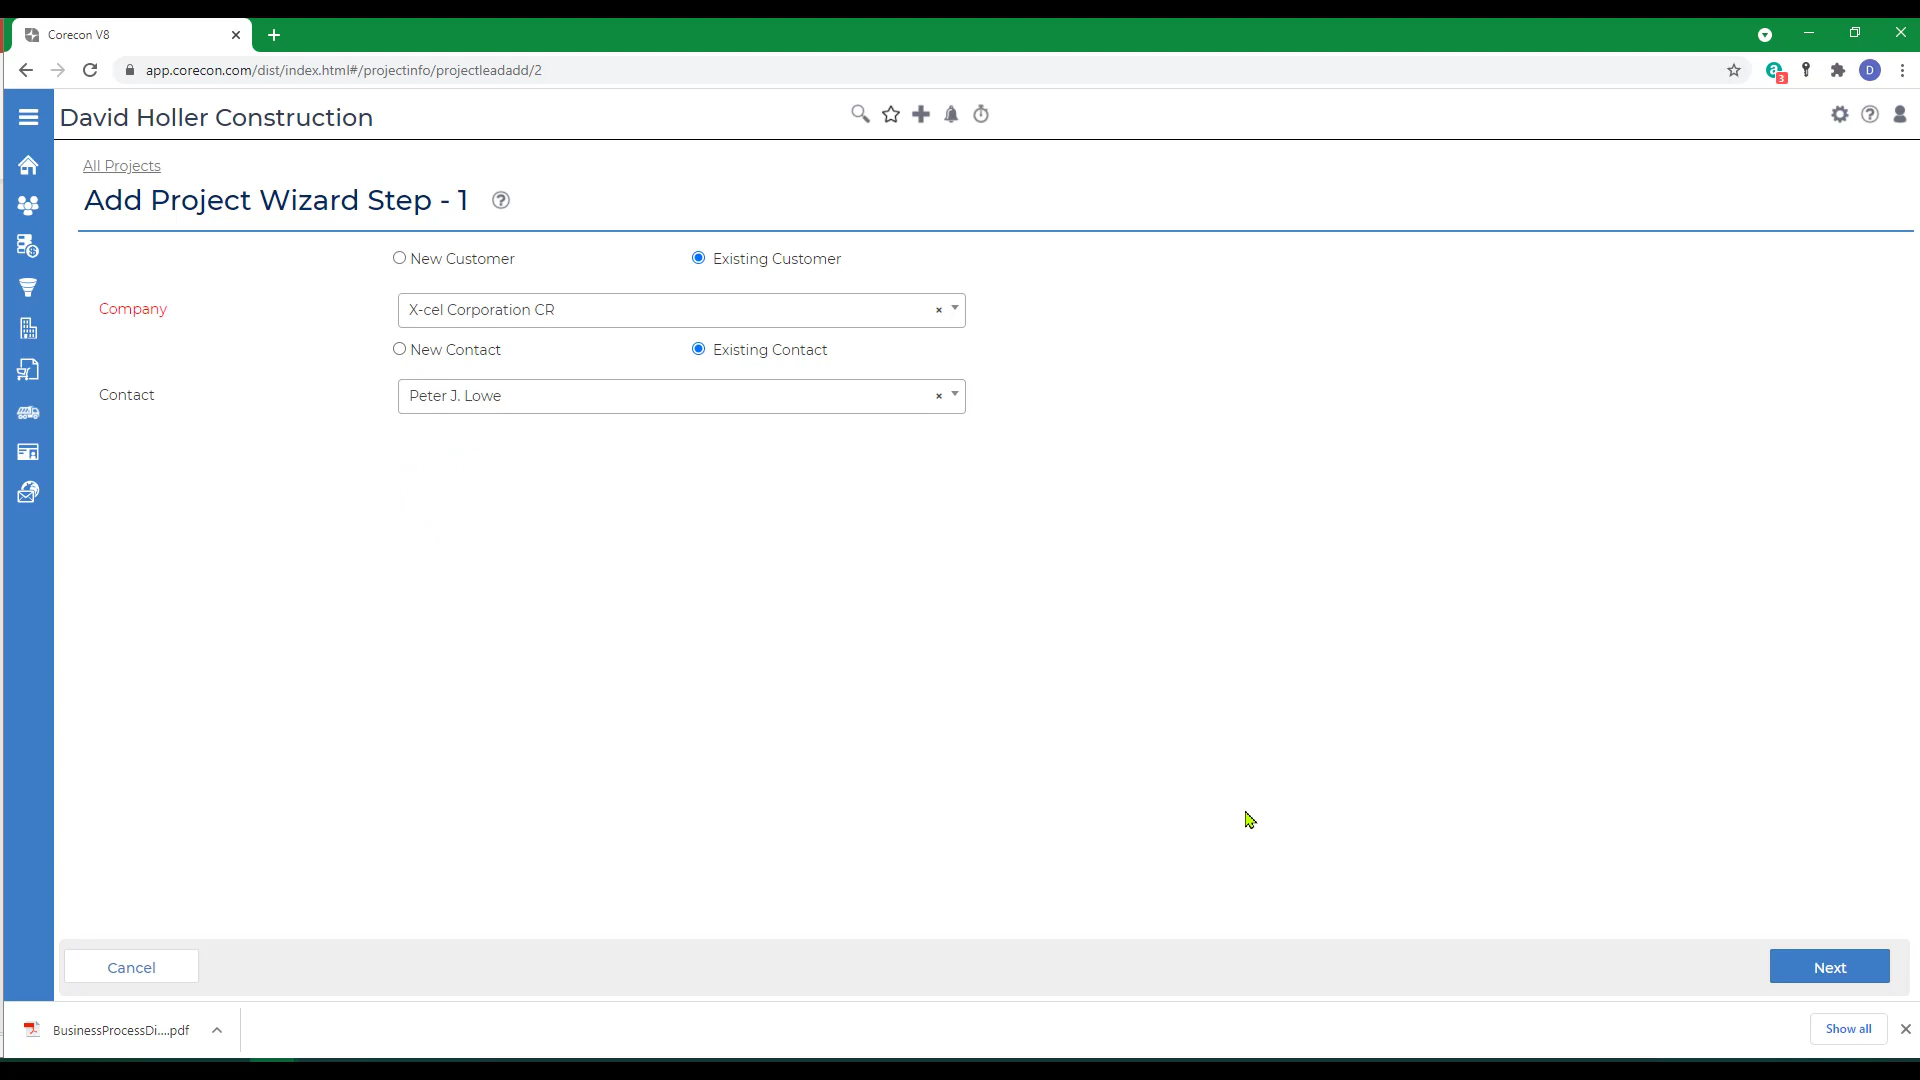 Corecon V8
app.corecon.com/dist/index.html#/projectinfo/projectleadadd/2
a
3
D
David Holler Construction
All Projects
Add Project Wizard Step - 1 ?
New Customer Existing Customer
Company X-cel Corporation CR
New Contact Existing Contact
Contact Peter J. Lowe
Cancel Next
BusinessProcessDi....pdf Show all